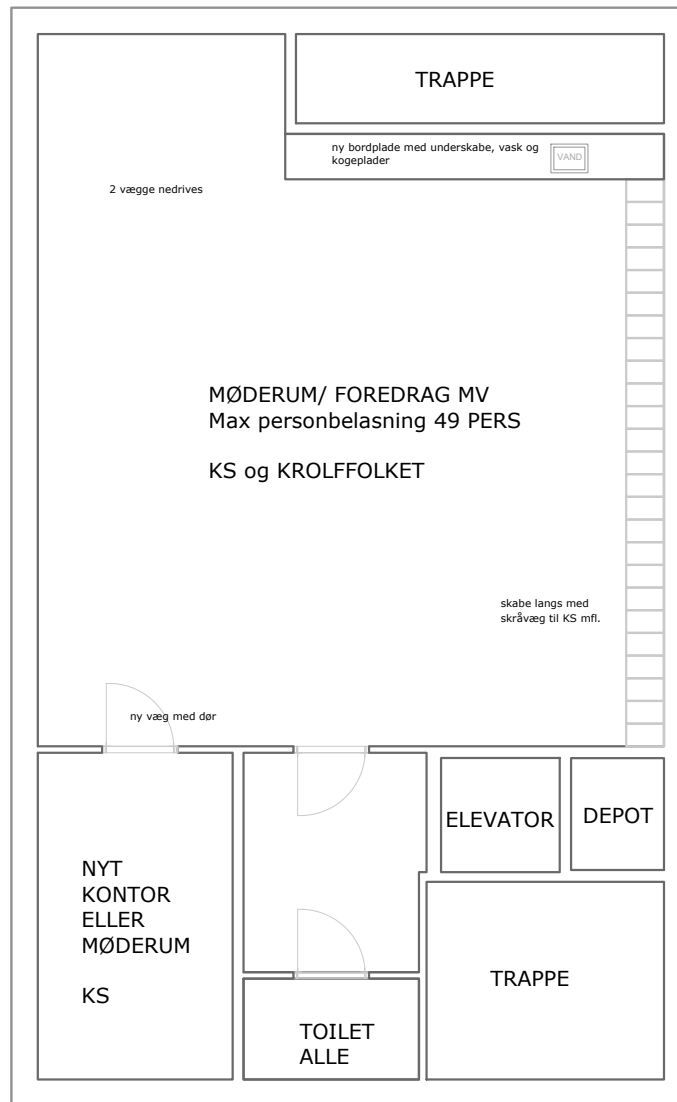 TRAPPE
ny bordplade med underskabe, vask og
kogeplader
VAND
2 vægge nedrives
MØDERUM/ FOREDRAG MV
Max personbelasning 49 PERS
KS og KROLFFOLKET
skabe langs med
skråvæg til KS mfl.
ny væg med dør
ELEVATOR
DEPOT
NYT
KONTOR
ELLER
MØDERUM
KS
TRAPPE
TOILET
ALLE